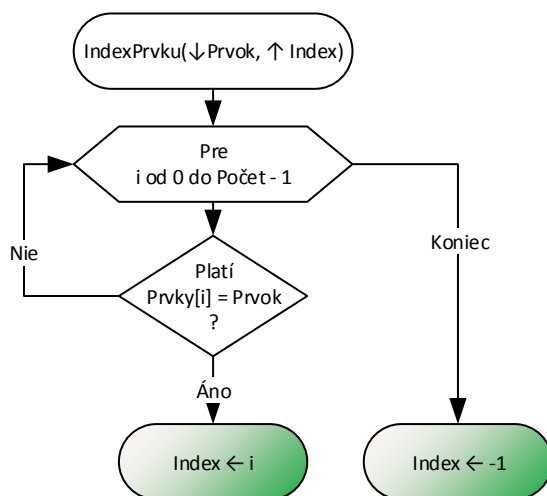 IndexPrvku(↓Prvok, ↑ Index)
Pre
i od 0 do Počet - 1
Nie
Koniec
Platí
Prvky[i] = Prvok
?
Áno
Index ← i
Index ← -1